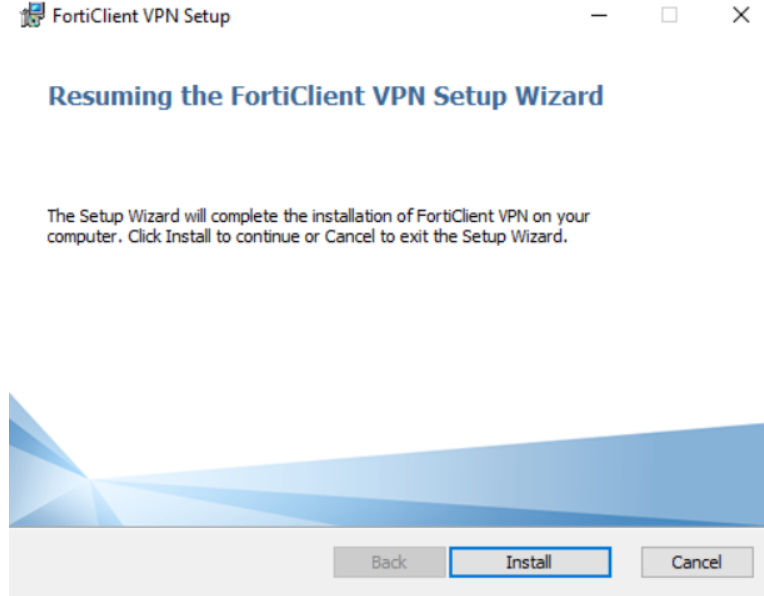 FortiClient VPN Setup
Resuming the FortiClient VPN Setup Wizard
The Setup Wizard will complete the installation of FortiClient VPN on your
computer. Click Install to continue or Cancel to exit the Setup Wizard.
Back Install Cancel